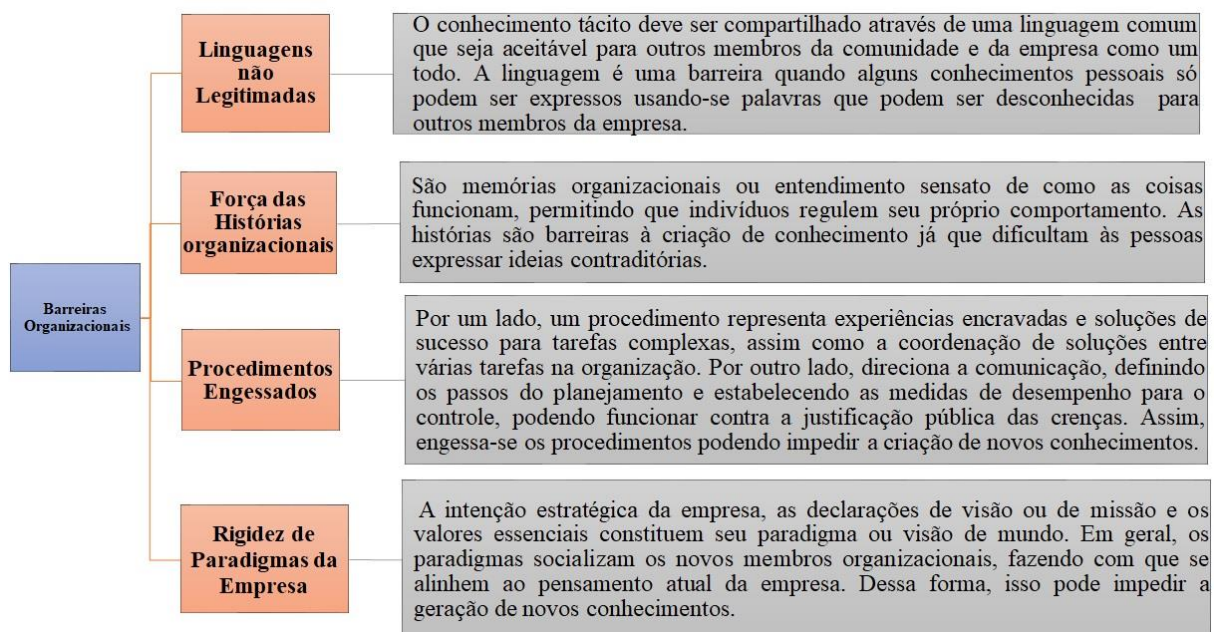 Barreiras
Organizacionais
Linguagens
não
Legitimadas
O conhecimento tácito deve ser compartilhado através de uma linguagem comum
que seja aceitável para outros membros da comunidade e da empresa como um
todo. A linguagem é uma barreira quando alguns conhecimentos pessoais só
podem ser expressos usando-se palavras que podem ser desconhecidas para
outros membros da empresa.
Força das
Histórias
organizacionais
São memórias organizacionais ou entendimento sensato de como as coisas
funcionam, permitindo que indivíduos regulem seu próprio comportamento. As
histórias são barreiras à criação de conhecimento já que dificultam às pessoas
expressar ideias contraditórias.
Procedimentos
Engessados
Por um lado, um procedimento representa experiências encravadas e soluções de
sucesso para tarefas complexas, assim como a coordenação de soluções entre
várias tarefas na organização. Por outro lado, direciona a comunicação, definindo
os passos do planejamento e estabelecendo as medidas de desempenho para o
controle, podendo funcionar contra a justificação pública das crenças. Assim,
engessa-se os procedimentos podendo impedir a criação de novos conhecimentos.
Rigidez de
Paradigmas da
Empresa
A intenção estratégica da empresa, as declarações de visão ou de missão e os
valores essenciais constituem seu paradigma ou visão de mundo. Em geral, os
paradigmas socializam os novos membros organizacionais, fazendo com que se
alinhem ao pensamento atual da empresa. Dessa forma, isso pode impedir a
geração de novos conhecimentos.